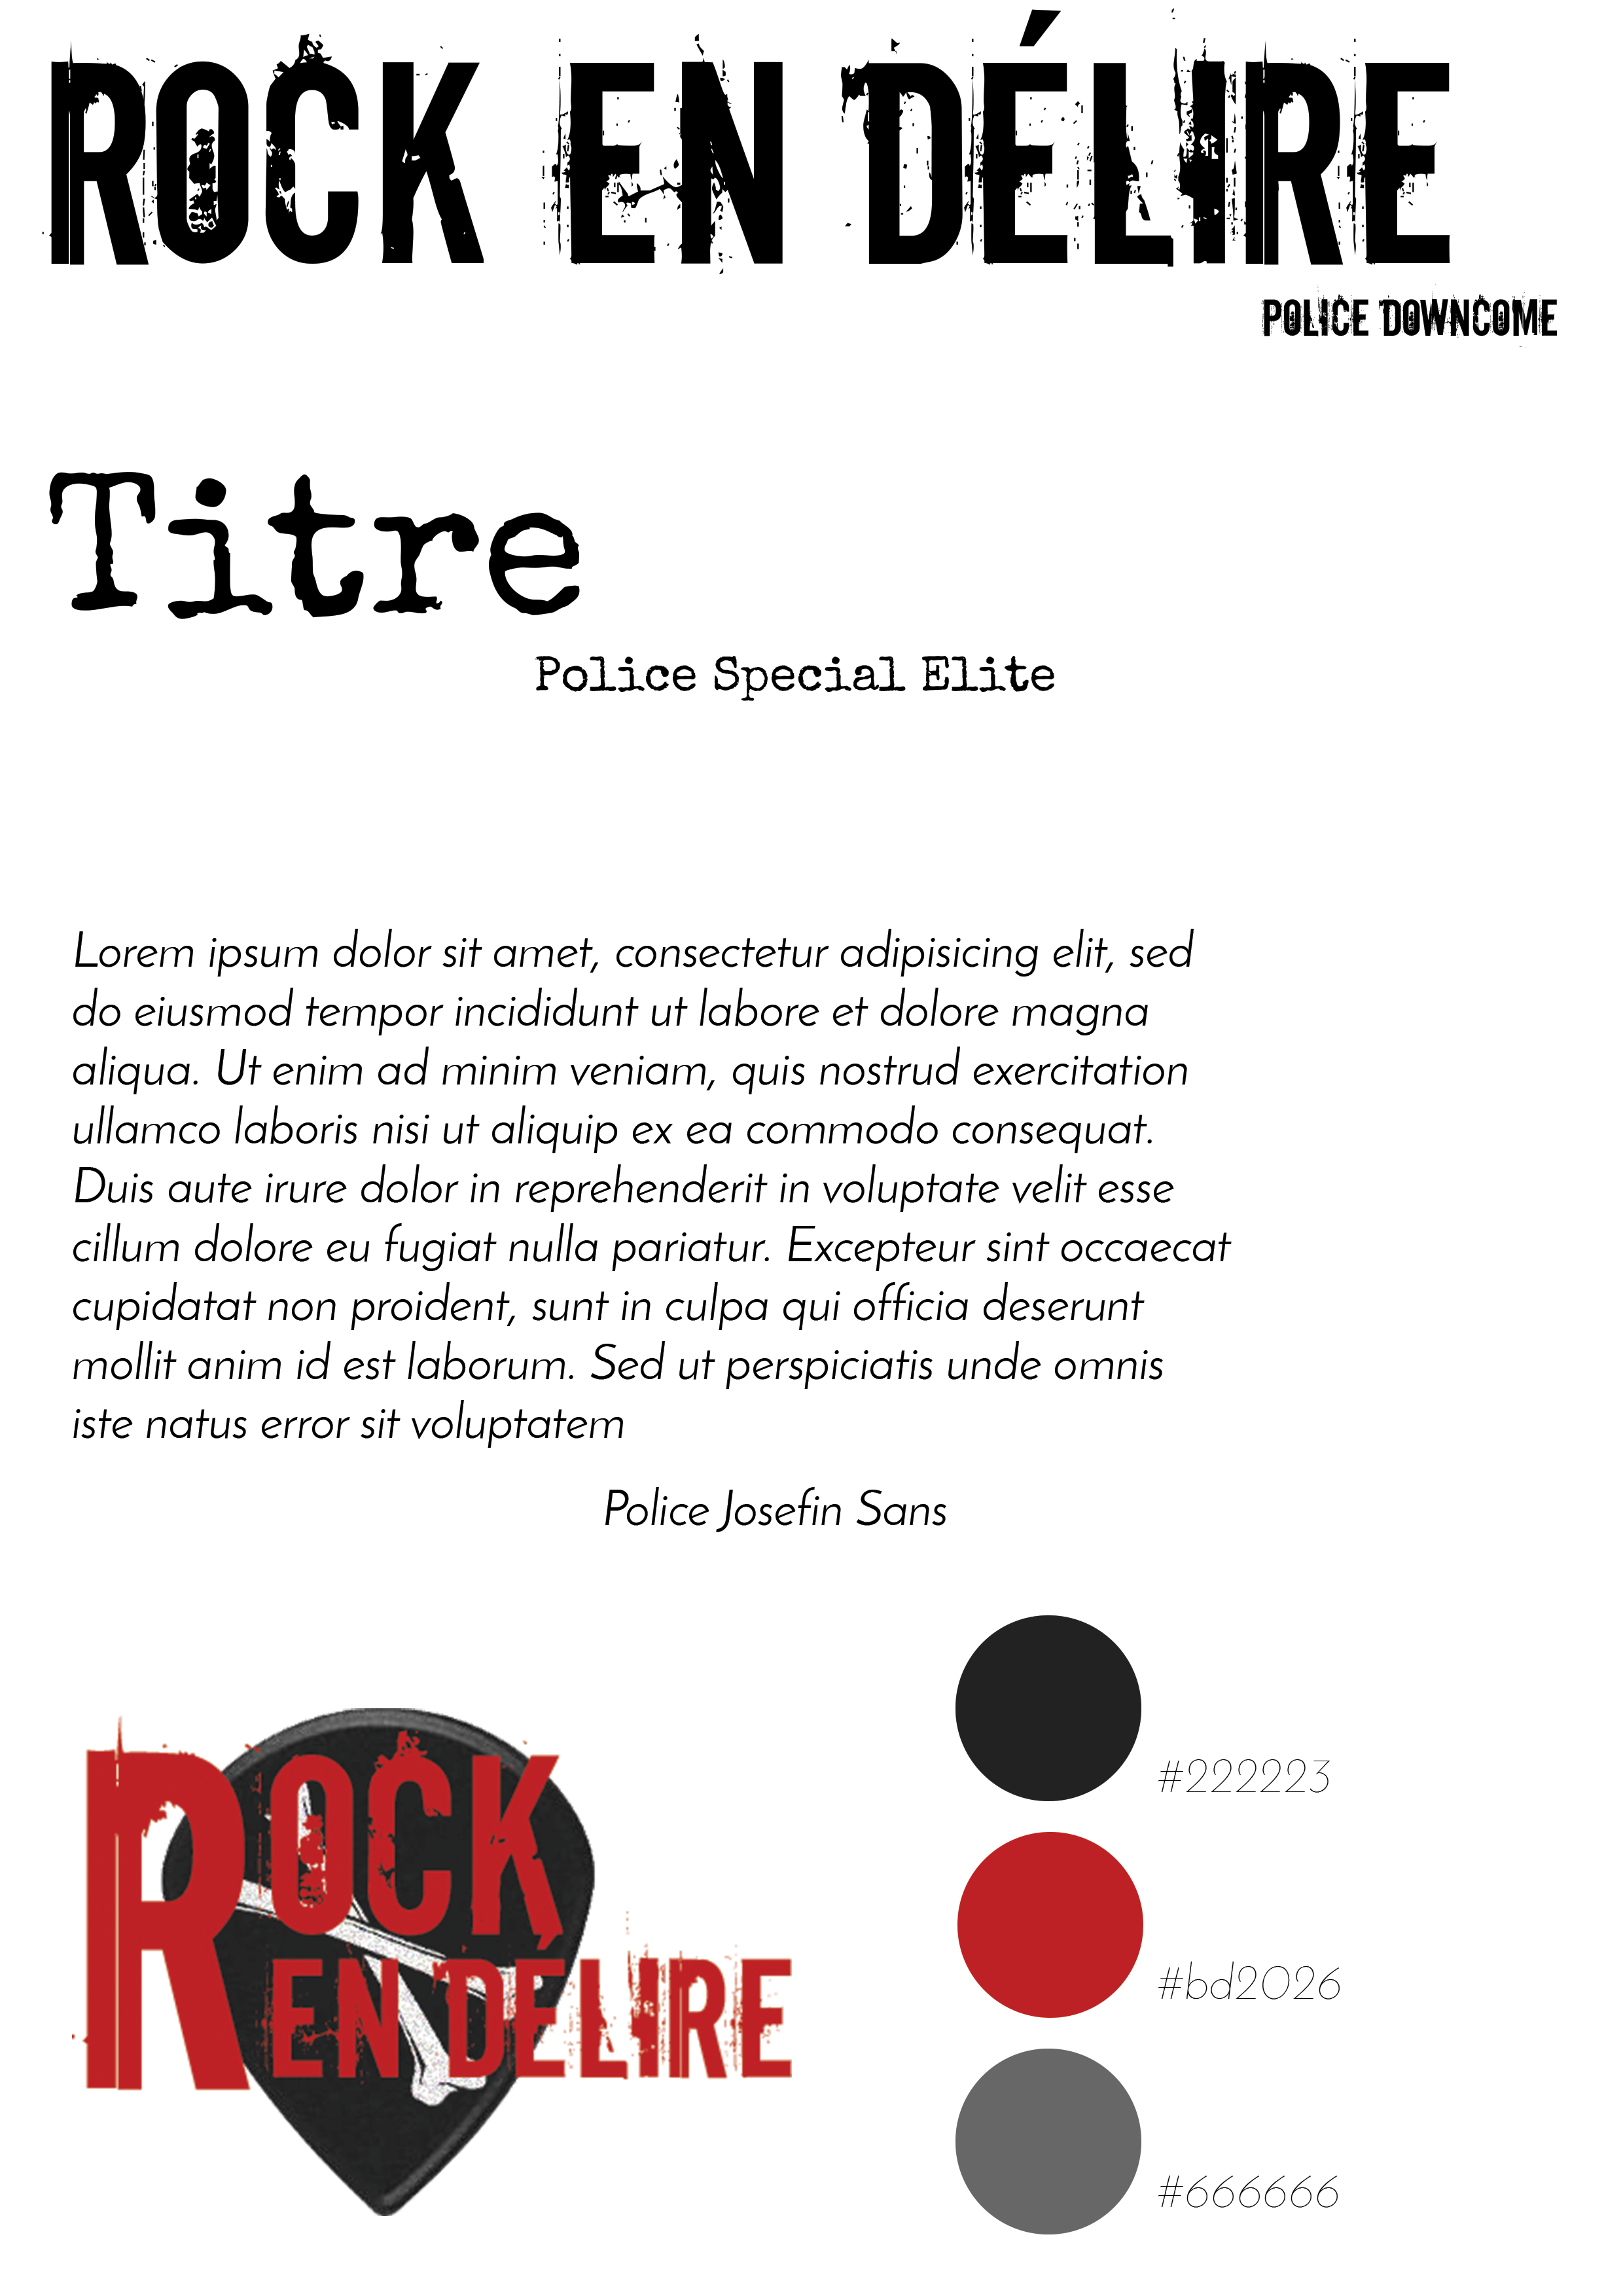 ROCK EN DÉLIRE
POLICE DOWNCOME
Titre
Police Special Elite
Lorem ipsum dolor sit amet, consectetur adipisicing elit, sed
do eiusmod tempor incididunt ut labore et dolore magna
aliqua. Ut enim ad minim veniam, quis nostrud exercitation
ullamco laboris nisi ut aliquip ex ea commodo consequat.
Duis aute irure dolor in reprehenderit in voluptate velit esse
cillum dolore eu fugiat nulla pariatur. Excepteur sint occaecat
cupidatat non proident, sunt in culpa qui officia deserunt
mollit anim id est laborum. Sed ut perspiciatis unde omnis
iste natus error sit voluptatem
Police Josefin Sans
ROCK
EN DÉLIRE
#222223
#bd2026
#666666